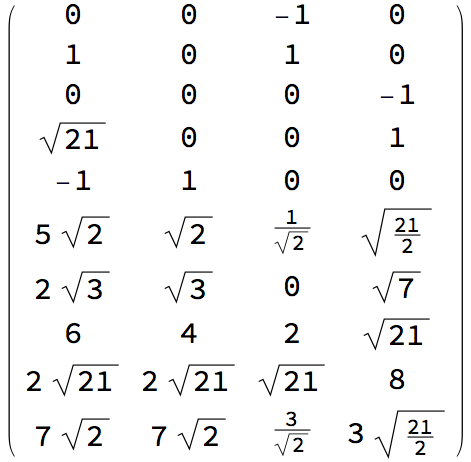 0 0 -1 0
1 0 1 0
0 0 0 -1
√21 0 0 1
-1 1 0 0
5 √2 √2 1/√2 √(21/2)
2 √3 √3 0 √7
6 4 2 √21
2 √21 2 √21 √21 8
7 √2 7 √2 3/√2 3 √(21/2)